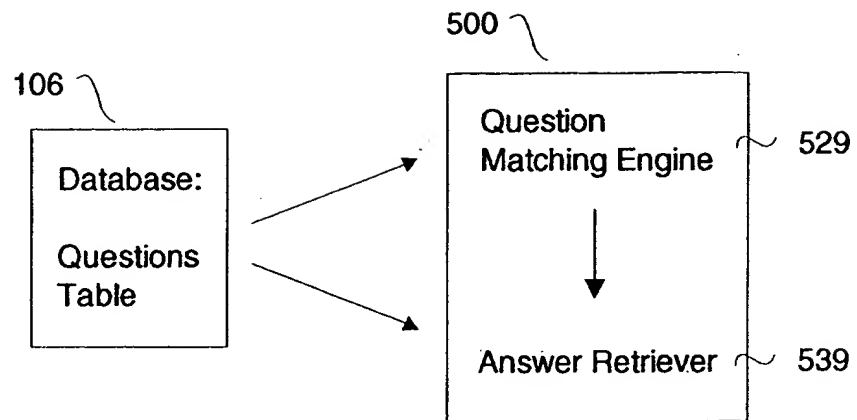 500
106
Question
Matching Engine
529
Database:
Questions
Table
Answer Retriever
539